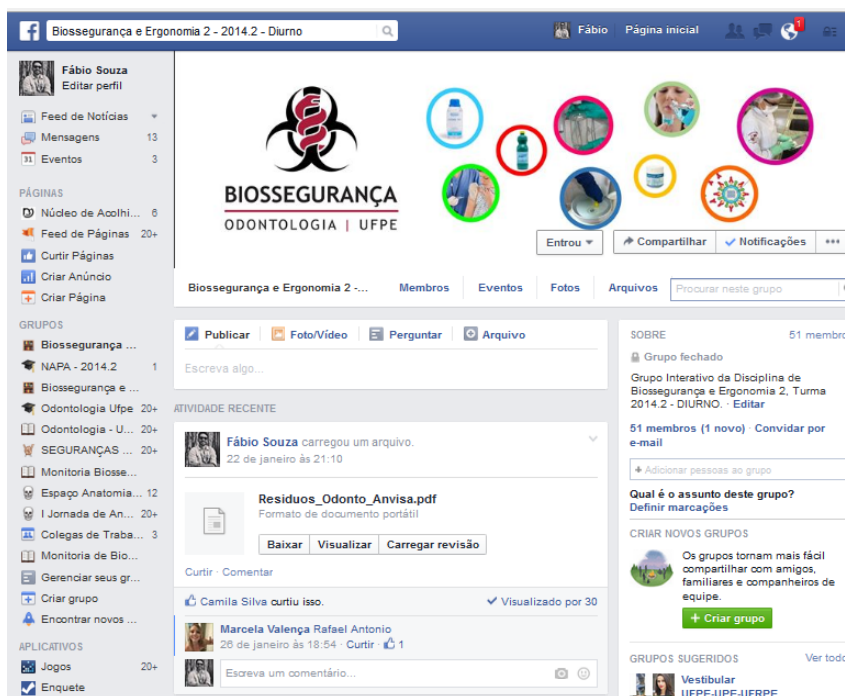 Biossegurança e Ergonomia 2 - 2014.2 - Diurno
Fábio
Página inicial
1
Fábio Souza
Editar perfil
Feed de Notícias
Mensagens 13
31 Eventos 3
PÁGINAS
Núcleo de Acolhi... 6
Feed de Páginas 20+
Curtir Páginas
Criar Anúncio
Criar Página
GRUPOS
Biossegurança ...
NAPA - 2014.2 1
Biossegurança e ...
Odontologia Ufpe 20+
Odontologia - U... 20+
SEGURANÇAS ... 20+
Monitoria Biosse...
Espaço Anatomia... 12
I Jornada de An... 20+
Colegas de Traba... 3
Monitoria de Bio...
Gerenciar seus gr...
Criar grupo
Encontrar novos ...
APLICATIVOS
Jogos 20+
Enquete
BIOSSEGURANÇA
ODONTOLOGIA | UFPE
Entrou
Compartilhar
Notificações
Biossegurança e Ergonomia 2 -...
Membros
Eventos
Fotos
Arquivos
Procurar neste grupo
Publicar
Foto/Vídeo
Perguntar
Arquivo
Escreva algo...
ATIVIDADE RECENTE
Fábio Souza carregou um arquivo.
22 de janeiro às 21:10
Residuos_Odonto_Anvisa.pdf
Formato de documento portátil
Baixar
Visualizar
Carregar revisão
Curtir · Comentar
Camila Silva curtiu isso.
Visualizado por 30
Marcela Valença Rafael Antonio
26 de janeiro às 18:54 · Curtir · 1
Escreva um comentário...
SOBRE
51 membro
Grupo fechado
Grupo Interativo da Disciplina de
Biossegurança e Ergonomia 2, Turma
2014.2 - DIURNO. · Editar
51 membros (1 novo) · Convidar por
e-mail
+ Adicionar pessoas ao grupo
Qual é o assunto deste grupo?
Definir marcações
CRIAR NOVOS GRUPOS
Os grupos tornam mais fácil
compartilhar com amigos,
familiares e companheiros de
equipe.
+ Criar grupo
GRUPOS SUGERIDOS
Ver todo
Vestibular
UFPE-UPE-UFRPE